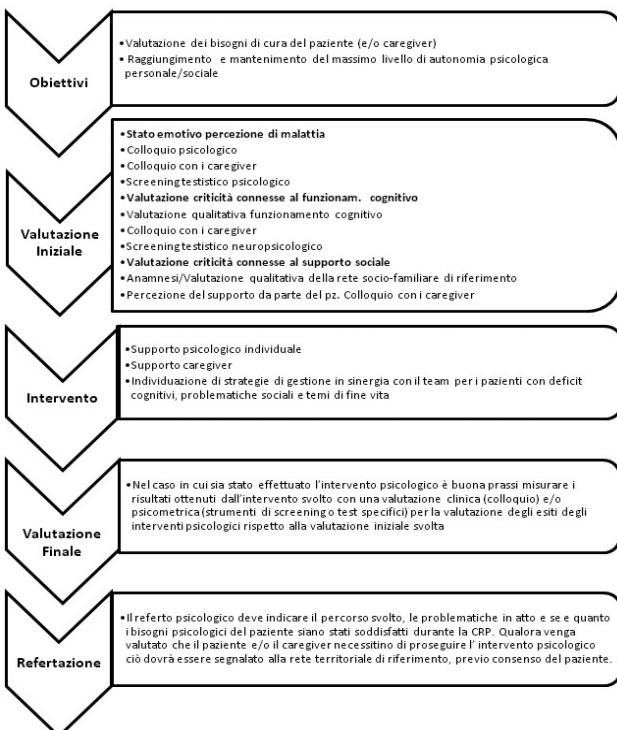 Obiettivi
•Valutazione dei bisogni di cura del paziente (e/o caregiver)
• Raggiungimento e mantenimento del massimo livello di autonomia psicologica
personale/sociale
Valutazione
Iniziale
•Stato emotivo percezione di malattia
•Colloquio psicologico
•Colloquio con i caregiver
•Screening testistico psicologico
•Valutazione criticità connesse al funzionam. cognitivo
•Valutazione qualitativa funzionamento cognitivo
•Colloquio con i caregiver
•Screening testistico neuropsicologico
•Valutazione criticità connesse al supporto sociale
•Anamnesi/Valutazione qualitativa della rete socio-familiare di riferimento
•Percezione del supporto da parte del pz. Colloquio con i caregiver
Intervento
•Supporto psicologico individuale
•Supporto caregiver
•Individuazione di strategie di gestione in sinergia con il team per i pazienti con deficit
cognitivi, problematiche sociali e temi di fine vita
Valutazione
Finale
•Nel caso in cui sia stato effettuato l'intervento psicologico è buona prassi misurare i
risultati ottenuti dall'intervento svolto con una valutazione clinica (colloquio) e/o
psicometrica (strumenti di screening o test specifici) per la valutazione degli esiti degli
interventi psicologici rispetto alla valutazione iniziale svolta
Refertazione
•Il referto psicologico deve indicare il percorso svolto, le problematiche in atto e se e quanto
i bisogni psicologici del paziente siano stati soddisfatti durante la CRP. Qualora venga
valutato che il paziente e/o il caregiver necessitino di proseguire l' intervento psicologico
ciò dovrà essere segnalato alla rete territoriale di riferimento, previo consenso del paziente.